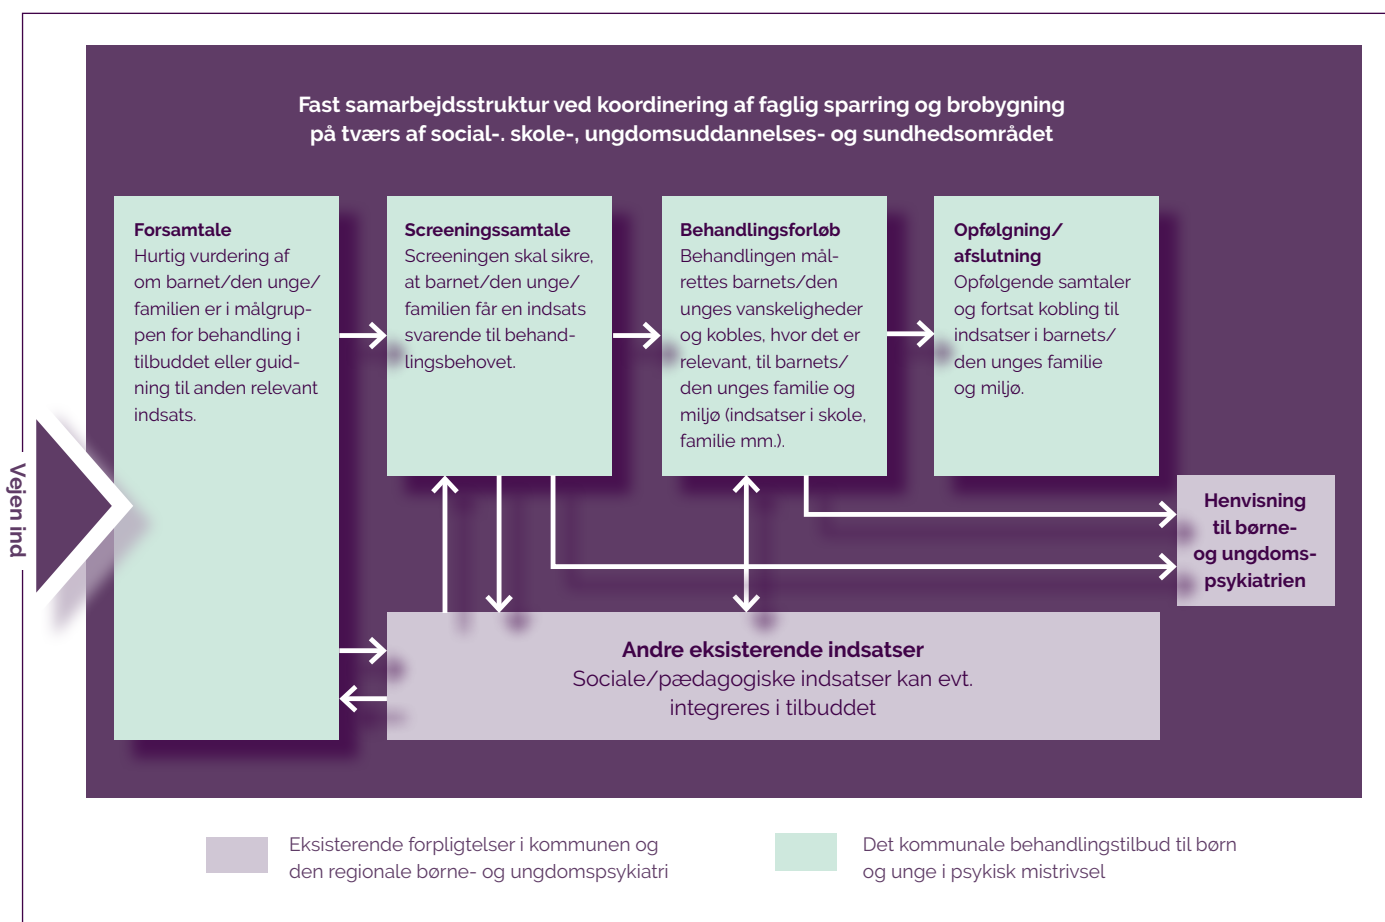 Fast samarbejdsstruktur ved koordinering af faglig sparring og brobygning
på tværs af social-. skole-, ungdomsuddannelses- og sundhedsområdet
Vejen ind
Forsamtale
Hurtig vurdering af
om barnet/den unge/
familien er i målgrup-
pen for behandling i
tilbuddet eller guid-
ning til anden relevant
indsats.
Screeningssamtale
Screeningen skal sikre,
at barnet/den unge/
familien får en indsats
svarende til behand-
lingsbehovet.
Behandlingsforløb
Behandlingen mål-
rettes barnets/den
unges vanskeligheder
og kobles, hvor det er
relevant, til barnets/
den unges familie og
miljø (indsatser i skole,
familie mm.).
Opfølgning/
afslutning
Opfølgende samtaler
og fortsat kobling til
indsatser i barnets/
den unges familie
og miljø.
Henvisning
til børne-
og ungdoms-
psykiatrien
Andre eksisterende indsatser
Sociale/pædagogiske indsatser kan evt.
integreres i tilbuddet
Eksisterende forpligtelser i kommunen og
den regionale børne- og ungdomspsykiatri
Det kommunale behandlingstilbud til børn
og unge i psykisk mistrivsel